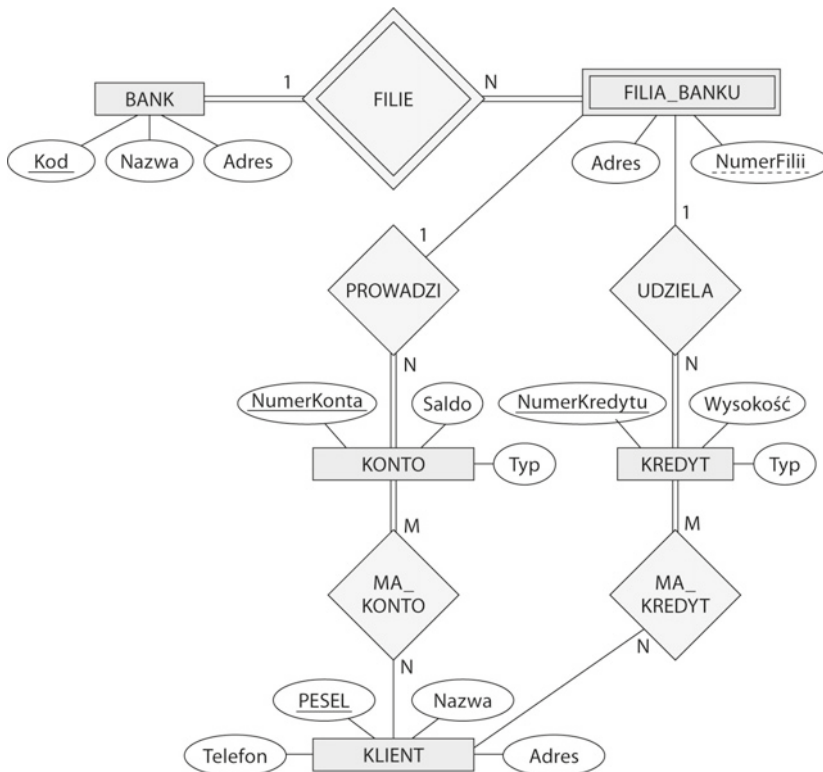 1
N
BANK
FILIE
FILIA_BANKU
Kod
Nazwa
Adres
Adres
NumerFilii
1
1
PROWADZI
UDZIELA
N
N
NumerKonta
Saldo
NumerKredytu
Wysokość
KONTO
Typ
KREDYT
Typ
M
M
MA_
KONTO
MA_
KREDYT
N
N
PESEL
Nazwa
Telefon
KLIENT
Adres